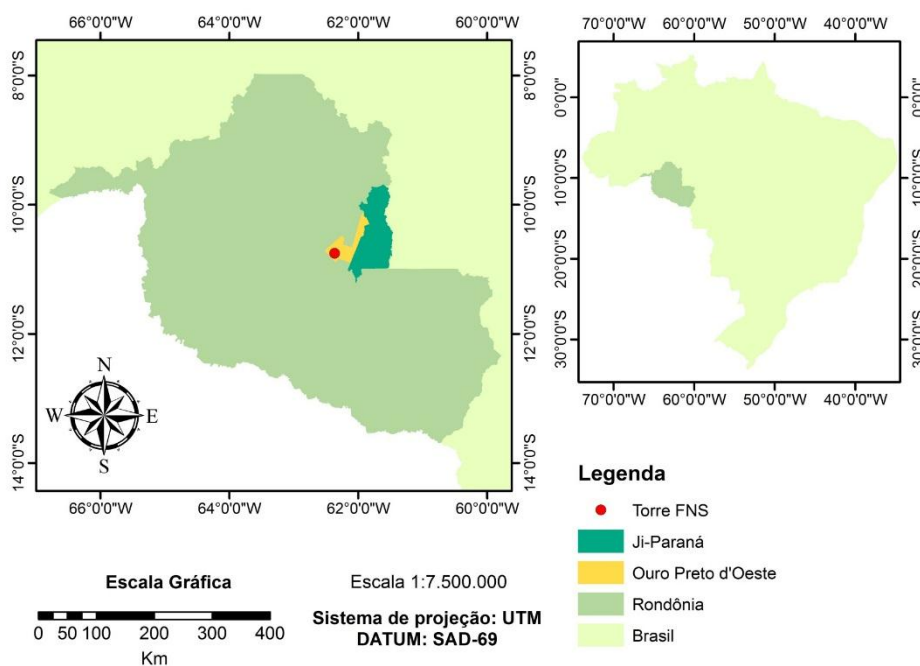 66°0'0"W 64°0'0"W 62°0'0"W 60°0'0"W
8°0'0"S
10°0'0"S
12°0'0"S
14°0'0"S
8°0'0"S
10°0'0"S
12°0'0"S
14°0'0"S
N
W E
S
66°0'0"W 64°0'0"W 62°0'0"W 60°0'0"W
70°0'0"W 60°0'0"W 50°0'0"W 40°0'0"W
0°0'0"
10°0'0"S
20°0'0"S
30°0'0"S
0°0'0"
10°0'0"S
20°0'0"S
30°0'0"S
70°0'0"W 60°0'0"W 50°0'0"W 40°0'0"W
Legenda
Torre FNS
Ji-Paraná
Ouro Preto d'Oeste
Rondônia
Brasil
Escala Gráfica
0 50 100 200 300 400
Km
Escala 1:7.500.000
Sistema de projeção: UTM
DATUM: SAD-69